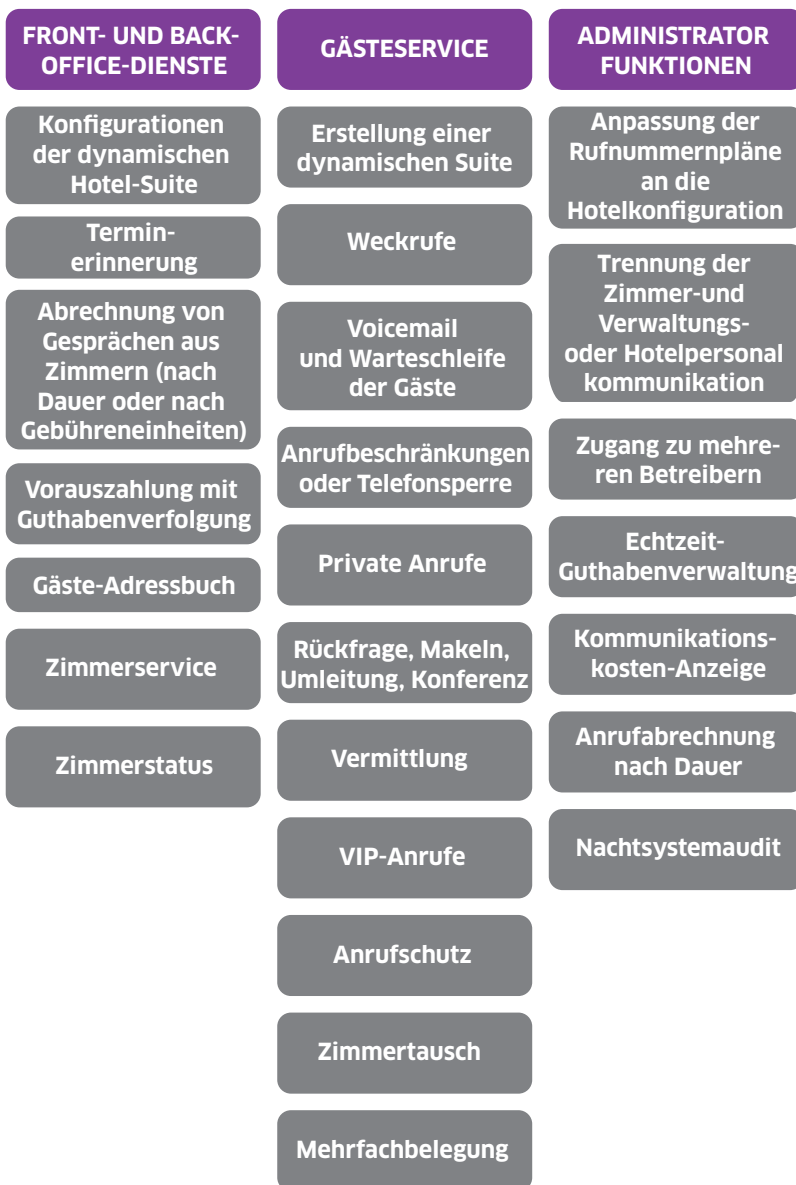 FRONT- UND BACK-
OFFICE-DIENSTE
Konfigurationen
der dynamischen
Hotel-Suite
Termin-
erinnerung
Abrechnung von
Gesprächen aus
Zimmern (nach
Dauer oder nach
Gebühreneinheiten)
Vorauszahlung mit
Guthabenverfolgung
Gäste-Adressbuch
Zimmerservice
Zimmerstatus
GÄSTESERVICE
Erstellung einer
dynamischen Suite
Weckrufe
Voicemail
und Warteschleife
der Gäste
Anrufbeschränkungen
oder Telefonsperre
Private Anrufe
Rückfrage, Makeln,
Umleitung, Konferenz
Vermittlung
VIP-Anrufe
Anrufschutz
Zimmertausch
Mehrfachbelegung
ADMINISTRATOR
FUNKTIONEN
Anpassung der
Rufnummernpläne
an die
Hotelkonfiguration
Trennung der
Zimmer-und
Verwaltungs-
oder Hotelpersonal
kommunikation
Zugang zu mehre-
ren Betreibern
Echtzeit-
Guthabenverwaltung
Kommunikations-
kosten-Anzeige
Anrufabrechnung
nach Dauer
Nachtsystemaudit